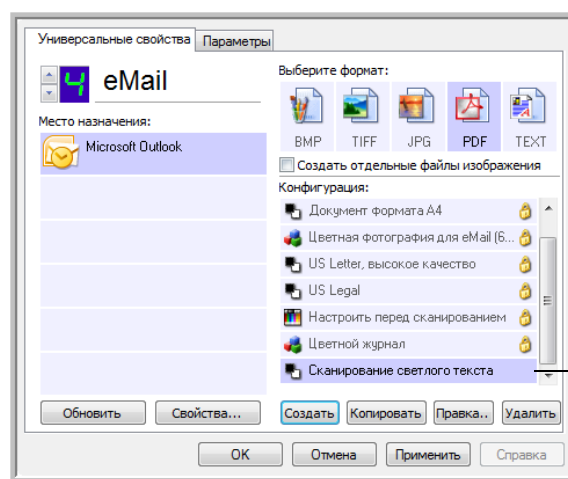 Универсальные свойства Параметры
4 eMail
Место назначения:
Microsoft Outlook
Выберите формат:
BMP TIFF JPG PDF TEXT
Создать отдельные файлы изображения
Конфигурация:
Документ формата A4
Цветная фотография для eMail (6...
US Letter, высокое качество
US Legal
Настроить перед сканированием
Цветной журнал
Сканирование светлого текста
Обновить Свойства... Создать Копировать Правка.. Удалить
OK Отмена Применить Справка